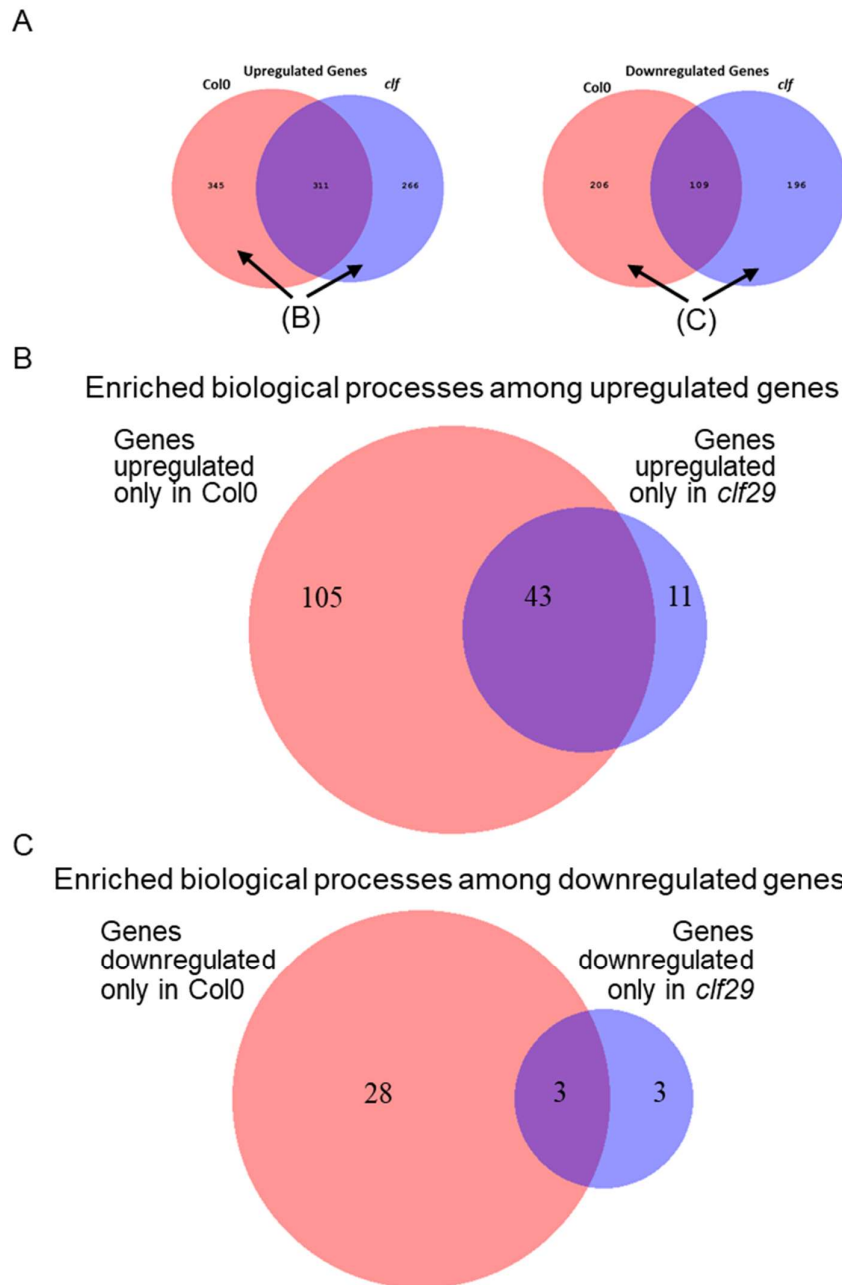 A
Upregulated Genes
Col0
clf
345
311
266
(B)
Downregulated Genes
Col0
clf
206
109
196
(C)
B
Enriched biological processes among upregulated genes
Genes
upregulated
only in Col0
Genes
upregulated
only in clf29
105
43
11
C
Enriched biological processes among downregulated genes
Genes
downregulated
only in Col0
Genes
downregulated
only in clf29
28
3
3